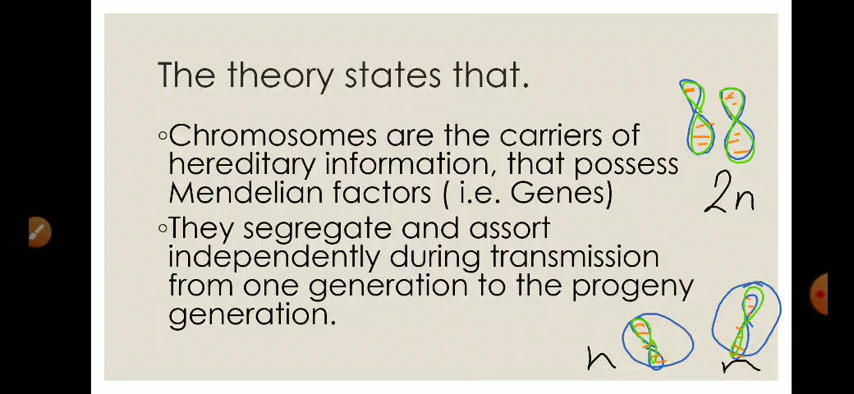 The theory states that.
◦Chromosomes are the carriers of
hereditary information, that possess
Mendelian factors ( i.e. Genes)
2n
◦They segregate and assort
independently during transmission
from one generation to the progeny
generation.
n
n